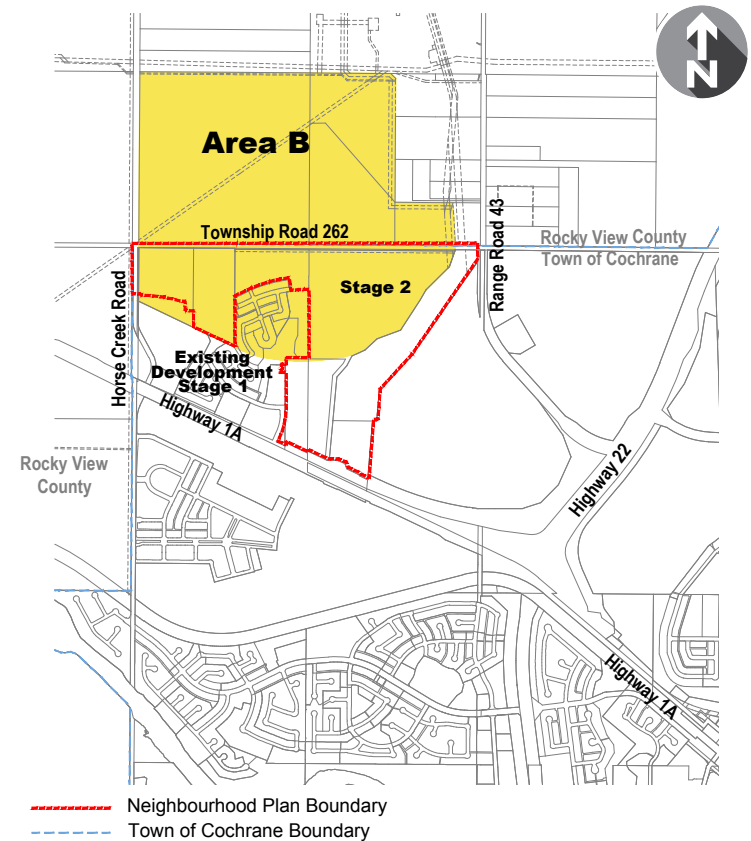 N
Area B
Township Road 262
Range Road 43
Rocky View County
Town of Cochrane
Stage 2
Horse Creek Road
Existing
Development
Stage 1
Highway 1A
Rocky View
County
Highway 22
Highway 1A
Neighbourhood Plan Boundary
Town of Cochrane Boundary